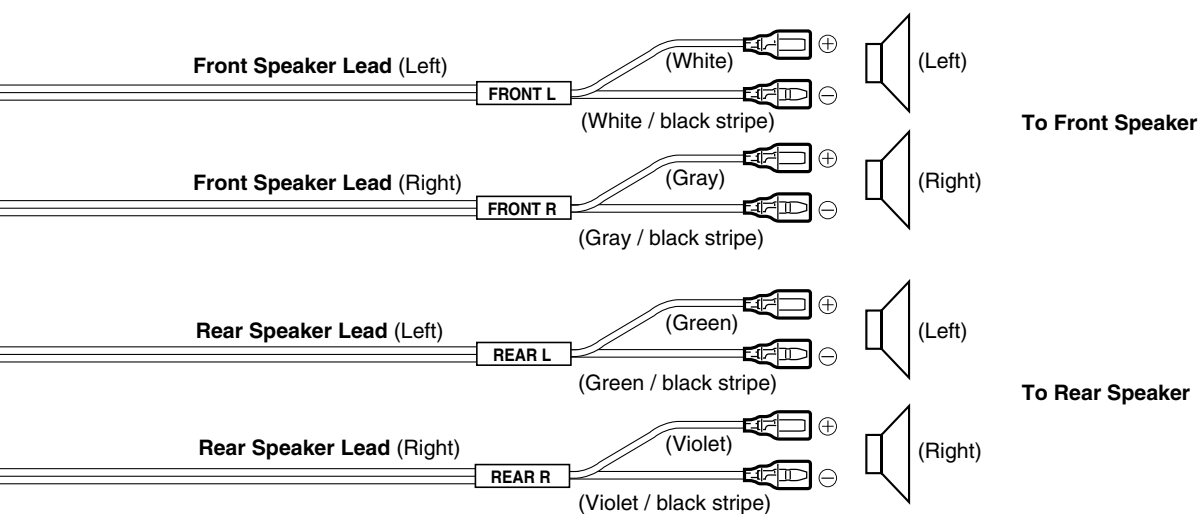 Front Speaker Lead (Left)
FRONT L
(White)
⊕
(White / black stripe)
⊖
(Left)
To Front Speaker
Front Speaker Lead (Right)
FRONT R
(Gray)
⊕
(Gray / black stripe)
⊖
(Right)
Rear Speaker Lead (Left)
REAR L
(Green)
⊕
(Green / black stripe)
⊖
(Left)
To Rear Speaker
Rear Speaker Lead (Right)
REAR R
(Violet)
⊕
(Violet / black stripe)
⊖
(Right)